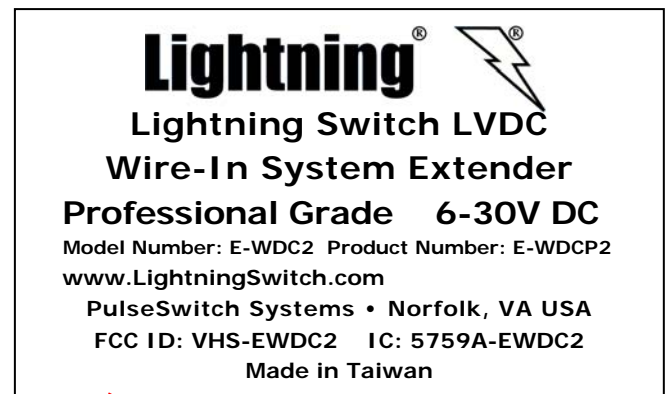 Lightning® ®
Lightning Switch LVDC
Wire-In System Extender
Professional Grade 6-30V DC
Model Number: E-WDC2 Product Number: E-WDCP2
www.LightningSwitch.com
PulseSwitch Systems • Norfolk, VA USA
FCC ID: VHS-EWDC2 IC: 5759A-EWDC2
Made in Taiwan